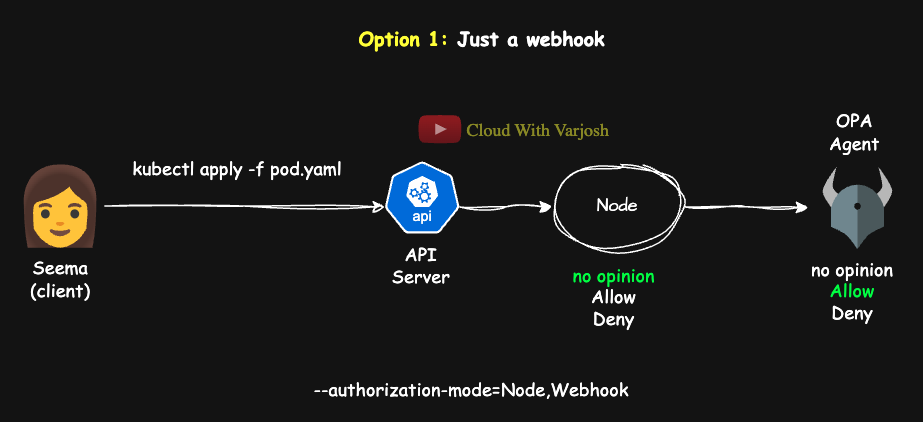 Option 1: Just a webhook
Cloud With Varjosh
kubectl apply -f pod.yaml
api
Node
OPA
Agent
Seema
(client)
API
Server
no opinion
Allow
Deny
no opinion
Allow
Deny
--authorization-mode=Node,Webhook